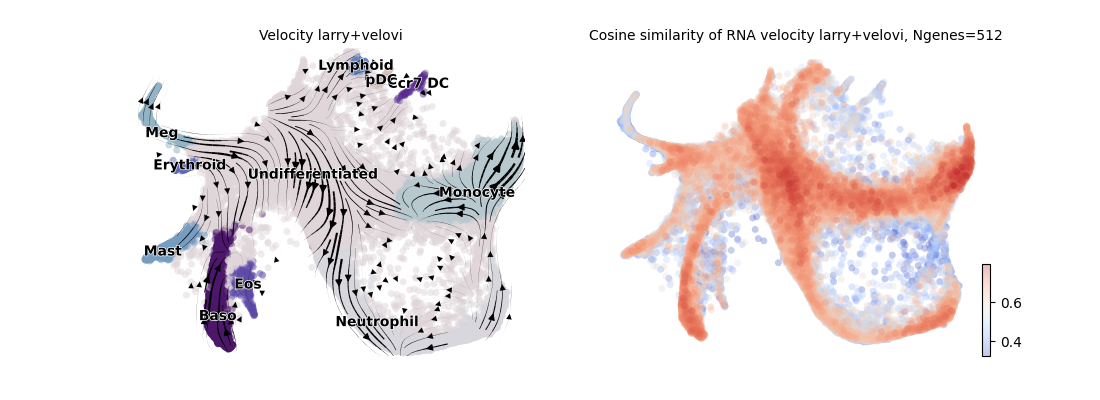 Velocity larry+velovi
Cosine similarity of RNA velocity larry+velovi, Ngenes=512
Lymphoid
pDC
Ccr7 DC
Meg
Erythroid
Undifferentiated
Monocyte
Mast
Eos
Baso
Neutrophil
0.6
0.4